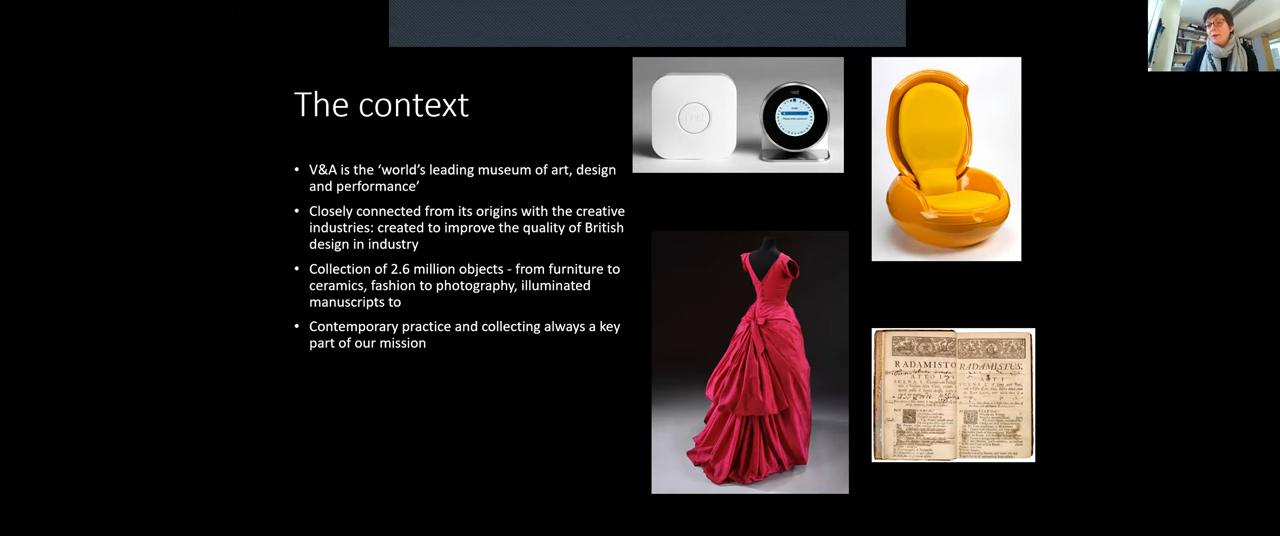 The context
• V&A is the ‘world’s leading museum of art, design
and performance’
• Closely connected from its origins with the creative
industries: created to improve the quality of British
design in industry
• Collection of 2.6 million objects - from furniture to
ceramics, fashion to photography, illuminated
manuscripts to
• Contemporary practice and collecting always a key
part of our mission
RADAMISTO
RADAMISTUS.